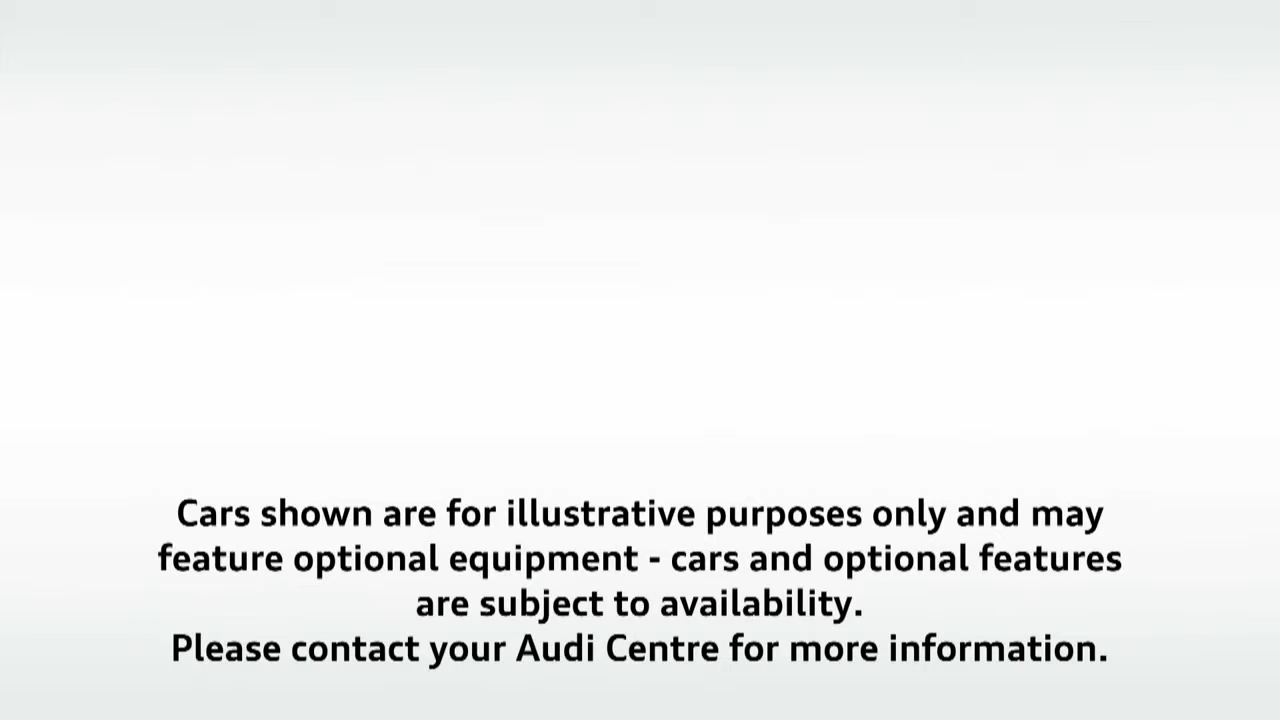 Cars shown are for illustrative purposes only and may
feature optional equipment - cars and optional features
are subject to availability.
Please contact your Audi Centre for more information.